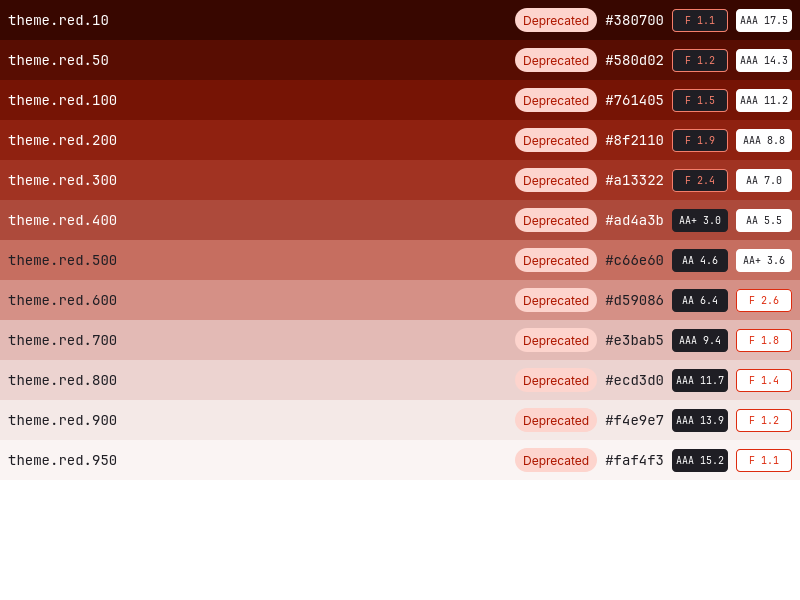 theme.red.10 Deprecated #380700 F 1.1 AAA 17.5
theme.red.50 Deprecated #580d02 F 1.2 AAA 14.3
theme.red.100 Deprecated #761405 F 1.5 AAA 11.2
theme.red.200 Deprecated #8f2110 F 1.9 AAA 8.8
theme.red.300 Deprecated #a13322 F 2.4 AA 7.0
theme.red.400 Deprecated #ad4a3b AA+ 3.0 AA 5.5
theme.red.500 Deprecated #c66e60 AA 4.6 AA+ 3.6
theme.red.600 Deprecated #d59086 AA 6.4 F 2.6
theme.red.700 Deprecated #e3bab5 AAA 9.4 F 1.8
theme.red.800 Deprecated #ecd3d0 AAA 11.7 F 1.4
theme.red.900 Deprecated #f4e9e7 AAA 13.9 F 1.2
theme.red.950 Deprecated #faf4f3 AAA 15.2 F 1.1